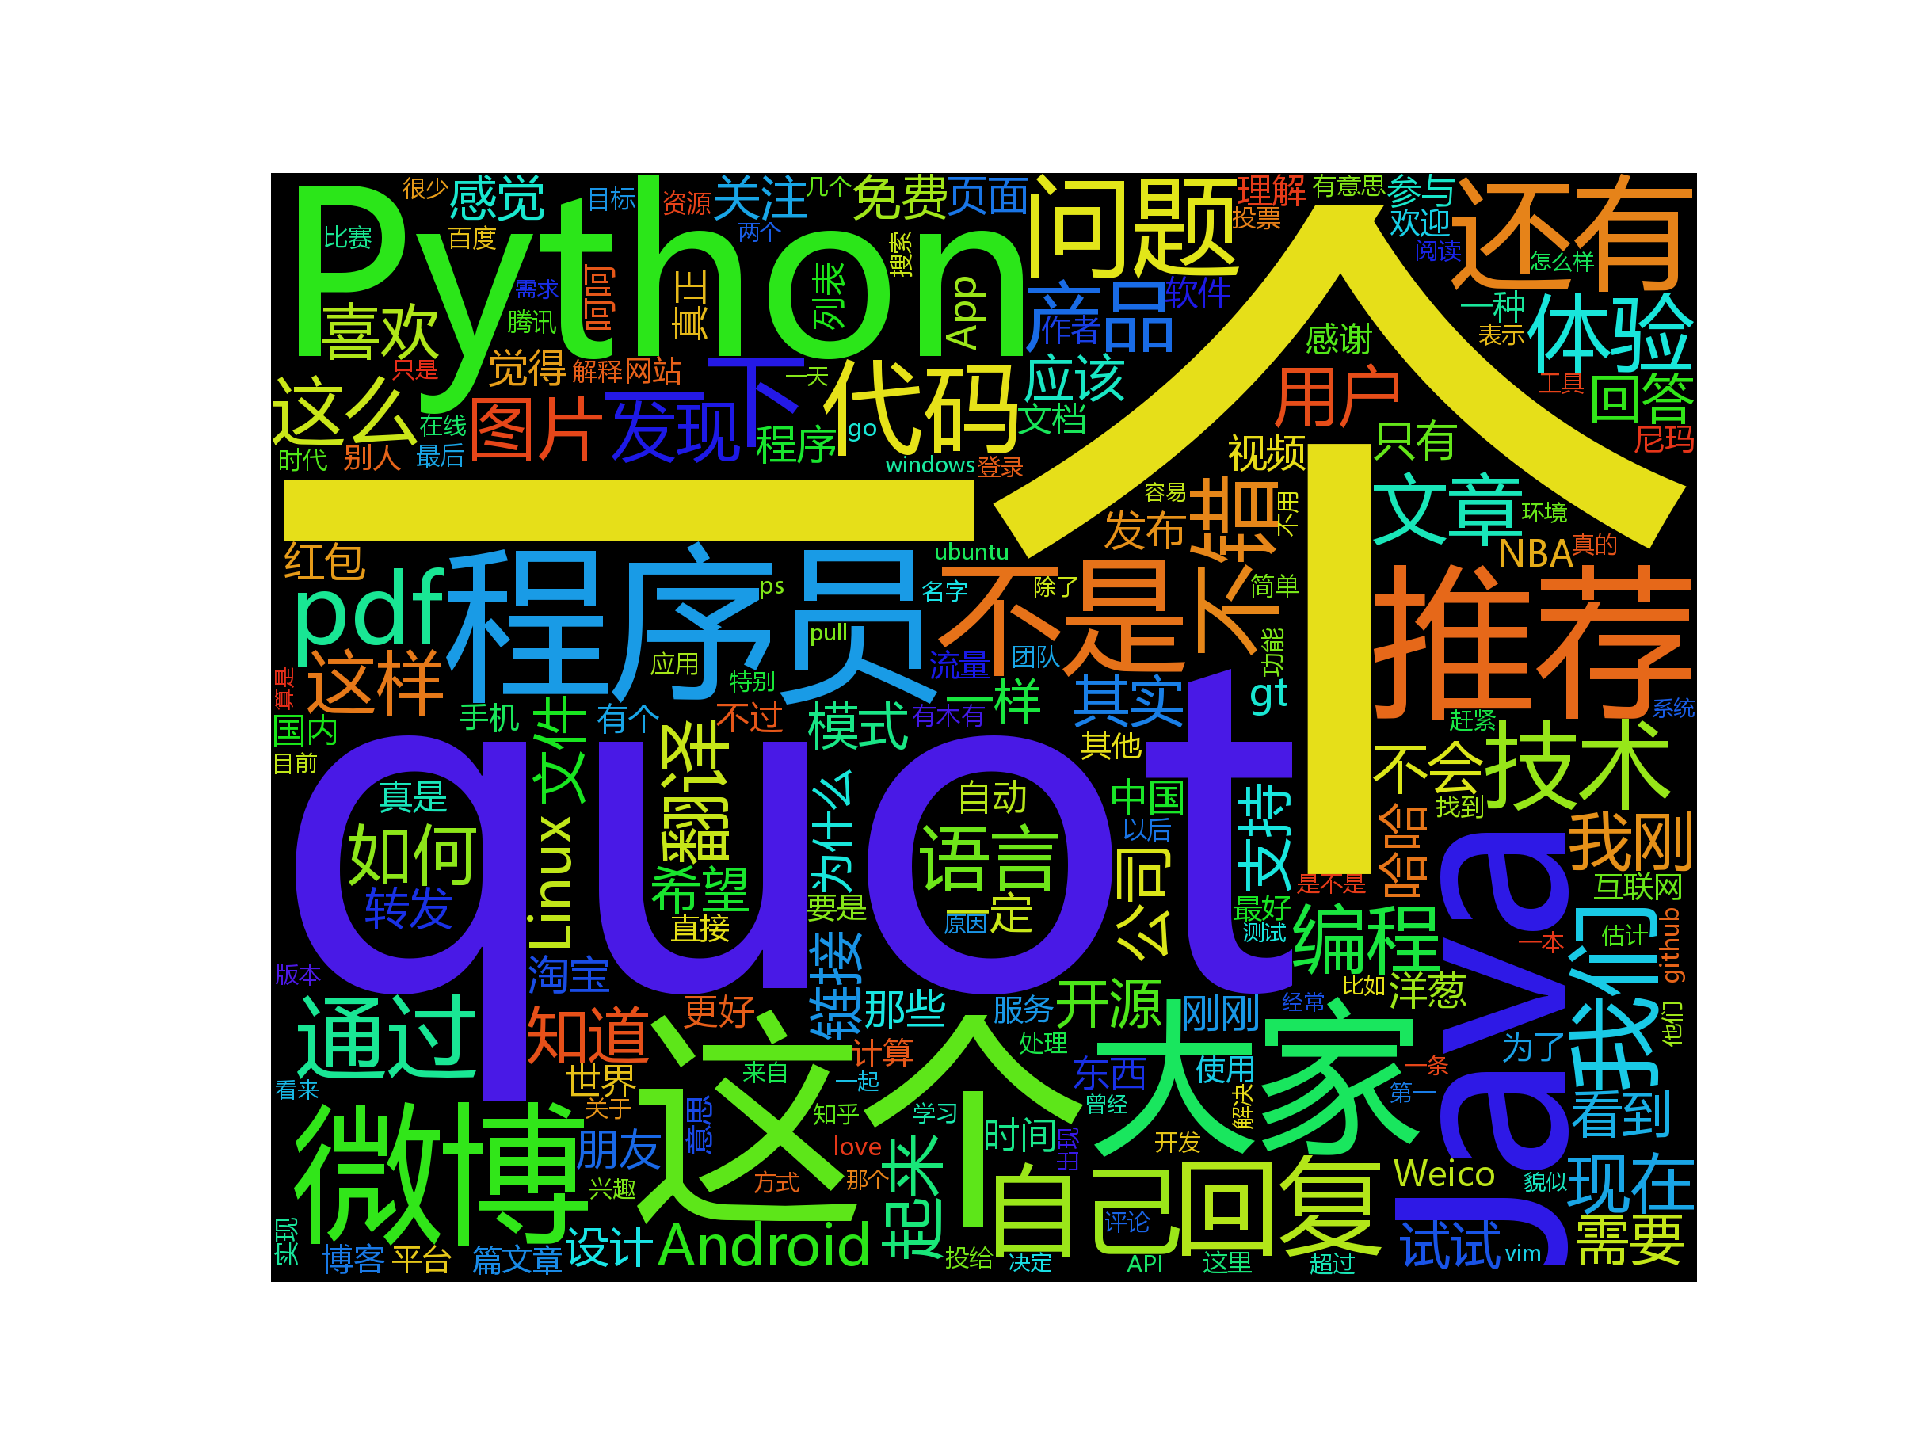 很少 感觉 目标 资源 关注 几个 免费 页面 理解 有意思 参与 还有
Python 问题 投票 欢迎
比赛 百度 两个 搜索 阅读 怎么样
喜欢 需求 腾讯 呵呵 真正 列表 App 产品 作者 软件 一种 表示 体验
只是 觉得 解释 网站 一天 应该 感谢 用户 工具 回答
这么 在线 图片 发现 一下 代码 go 文档 只有 尼玛
时代 别人 最后 程序 windows 登录 视频
一个
容易 不用 不错 文章 环境
红包 ubuntu 发布 NBA 真的
pdf 程序员 ps 名字 不是 除了 简单 推荐
pull 功能
算是 这样 应用 特别 流量 团队 gt 系统
国内 手机 文件 有个 不过 模式 有木有 一样 其实 赶紧
目前 翻译 其他 不会 技术
quot
真是 为什么 自动 中国 支持 找到
如何 Linux 语言 以后 公司 哈哈 我刚
转发 希望 要是 一定 最好 是不是 互联网
直接 原因 测试 编程 一本 估计 github
版本 淘宝 链接 比如 洋葱 我们
通过 知道 更好 那些 服务 开源 刚刚 经常 Java 他们
计算 处理 大家 为了
看来 世界 来自 一起 东西 使用 一条 第一
关于 这个 知乎 学习 曾经 解决 看到
微博 朋友 意思 love 时间 出现 开发
兴趣 方式 那个 起来 自己 回复 Weico 貌似 现在
实现 评论 试试 需要
博客 平台 篇文章 设计 Android 投给 决定 API 这里 超过 vim